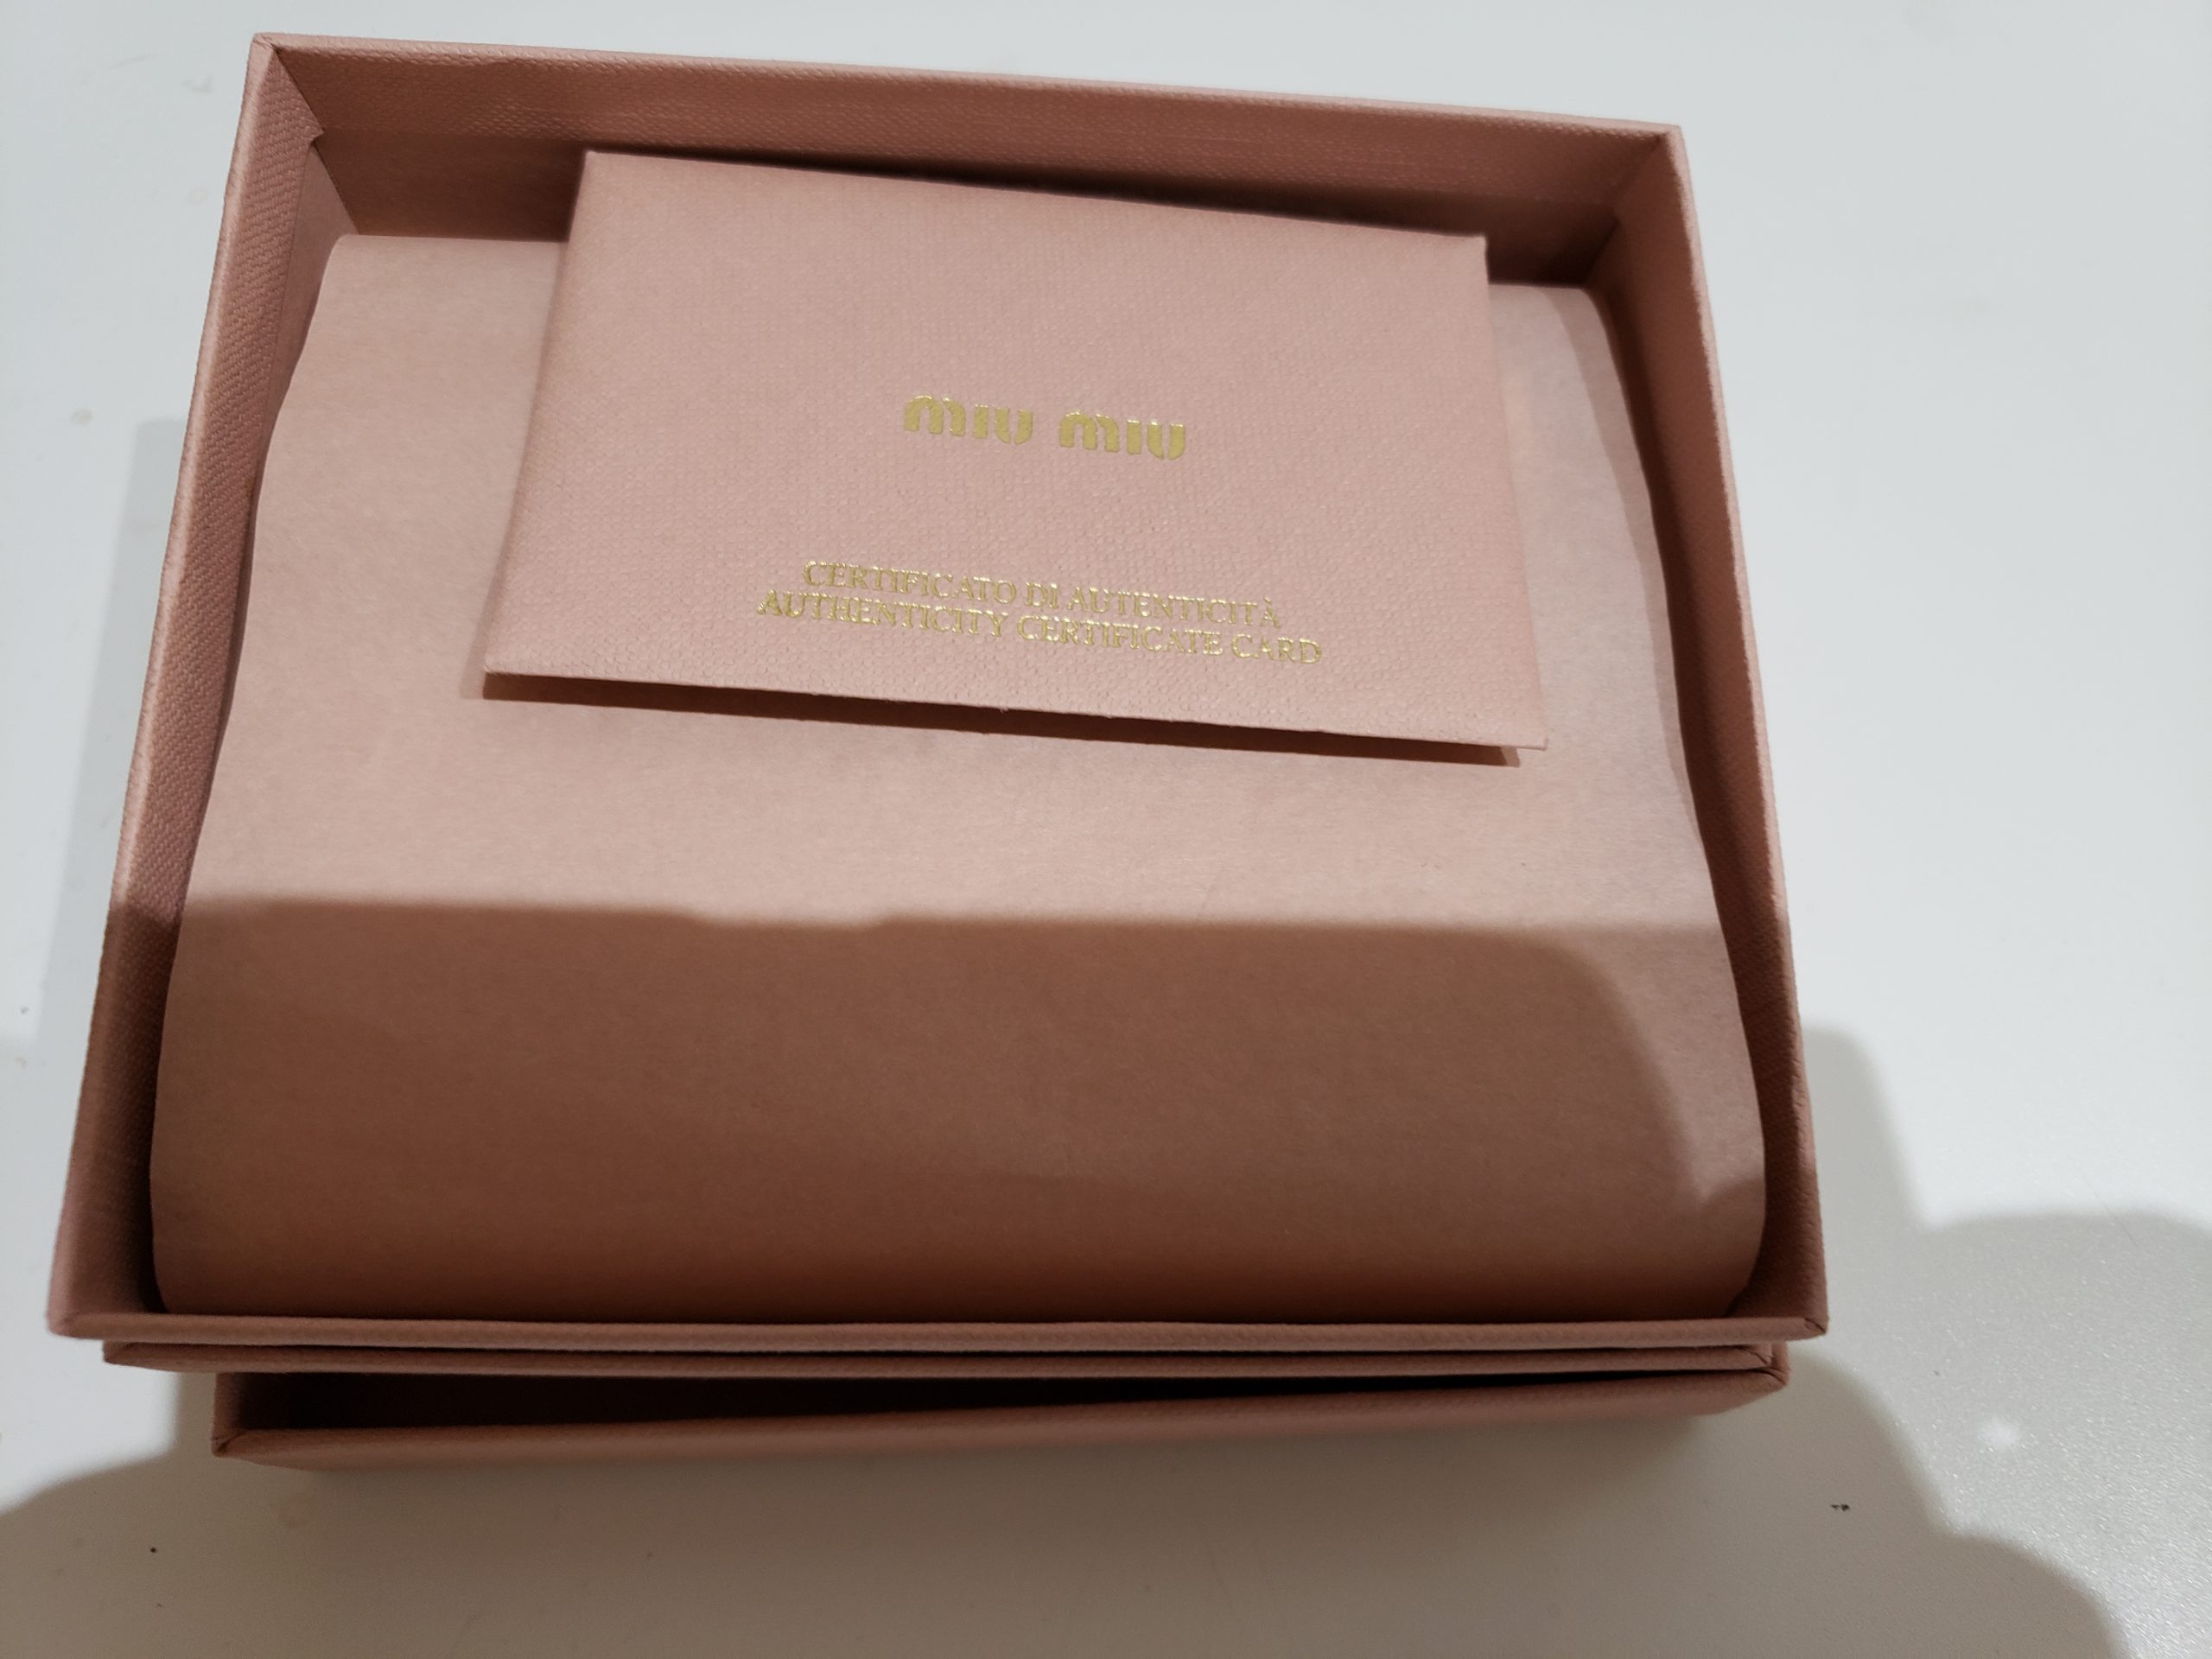 miu miu
CERTIFICATO DI AUTENTICITÀ
AUTHENTICITY CERTIFICATE CARD